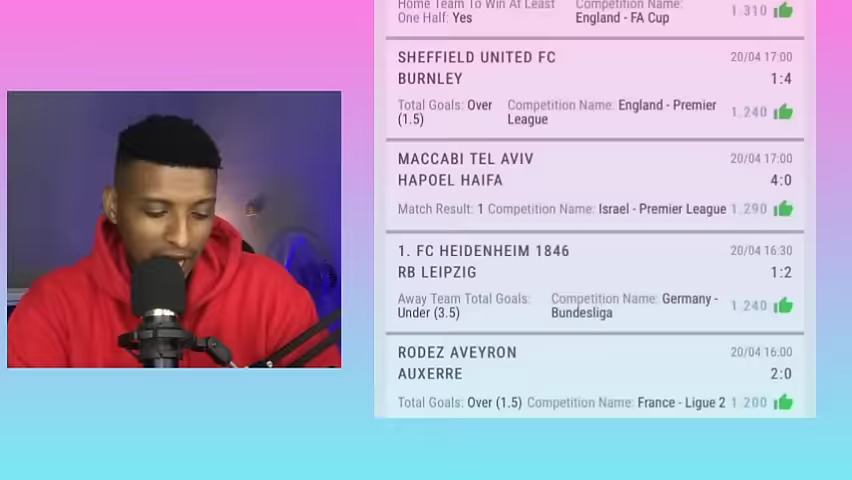 Home Team To Win At Least
One Half: Yes
Competition Name:
England - FA Cup
1.310
SHEFFIELD UNITED FC
20/04 17:00
BURNLEY
1:4
Total Goals: Over
(1.5)
Competition Name: England - Premier
League
1.240
MACCABI TEL AVIV
20/04 17:00
HAPOEL HAIFA
4:0
Match Result: 1 Competition Name: Israel - Premier League 1.290
1. FC HEIDENHEIM 1846
20/04 16:30
RB LEIPZIG
1:2
Away Team Total Goals:
Under (3.5)
Competition Name: Germany -
Bundesliga
1.240
RODEZ AVEYRON
20/04 16:00
AUXERRE
2:0
Total Goals: Over (1.5) Competition Name: France - Ligue 2 1.200